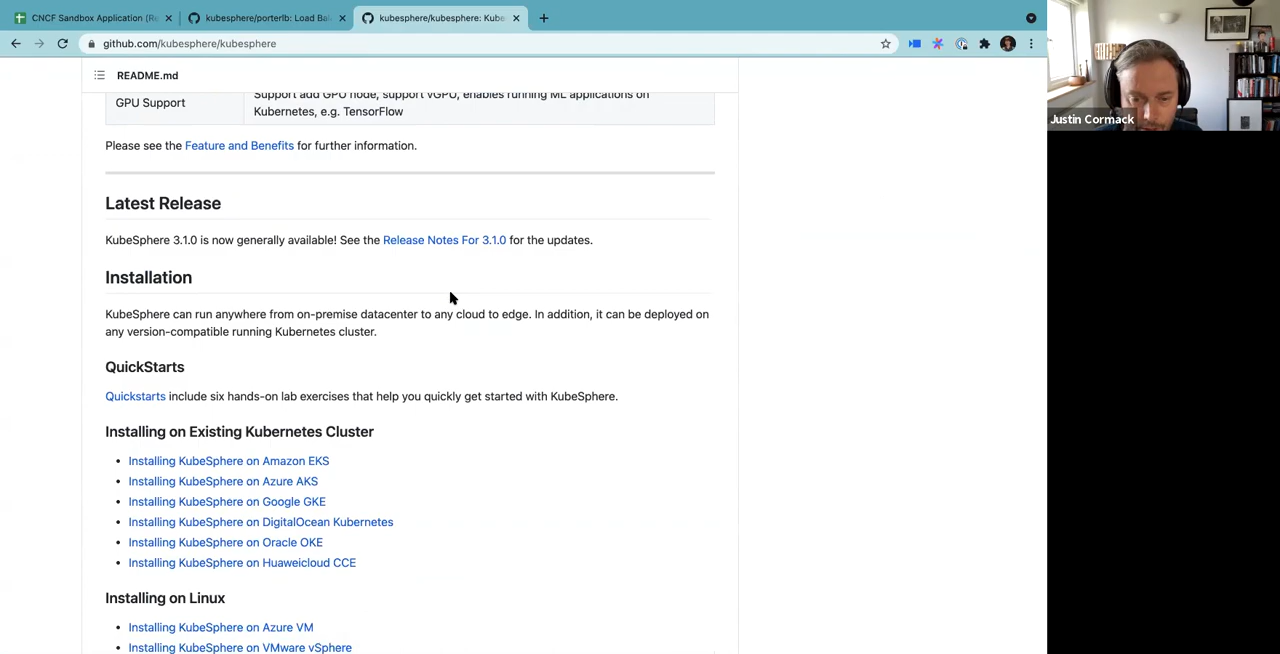 CNCF Sandbox Application (Re
kubesphere/porterlb: Load Bal
kubesphere/kubesphere: Kube
github.com/kubesphere/kubesphere
Justin Cormack
README.md
GPU Support
Support add GPU node, support vGPU, enables running ML applications on
Kubernetes, e.g. TensorFlow
Please see the Feature and Benefits for further information.
Latest Release
KubeSphere 3.1.0 is now generally available! See the Release Notes For 3.1.0 for the updates.
Installation
KubeSphere can run anywhere from on-premise datacenter to any cloud to edge. In addition, it can be deployed on
any version-compatible running Kubernetes cluster.
QuickStarts
Quickstarts include six hands-on lab exercises that help you quickly get started with KubeSphere.
Installing on Existing Kubernetes Cluster
• Installing KubeSphere on Amazon EKS
• Installing KubeSphere on Azure AKS
• Installing KubeSphere on Google GKE
• Installing KubeSphere on DigitalOcean Kubernetes
• Installing KubeSphere on Oracle OKE
• Installing KubeSphere on Huaweicloud CCE
Installing on Linux
• Installing KubeSphere on Azure VM
• Installing KubeSphere on VMware vSphere